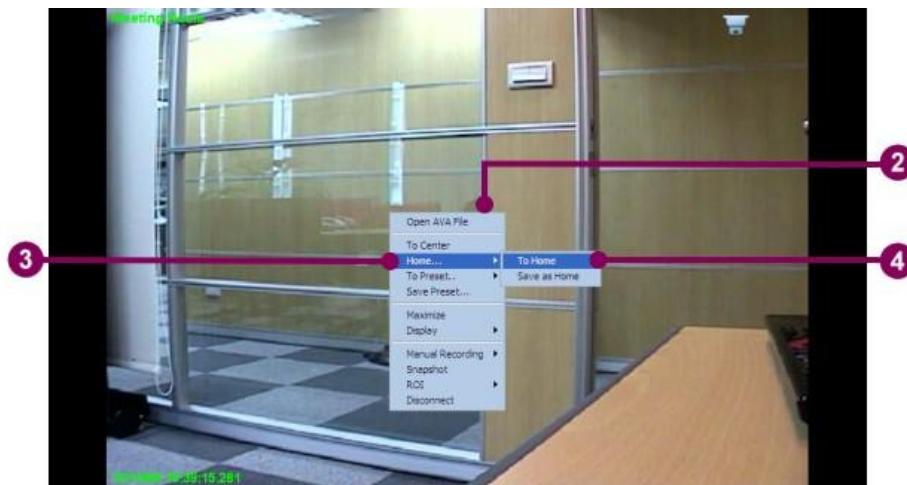 Meeting Room
2
Open AVA File
To Center
3
Home...
To Home
4
To Preset..
Save as Home
Save Preset...
Maximize
Display
Manual Recording
Snapshot
ROI
Disconnect